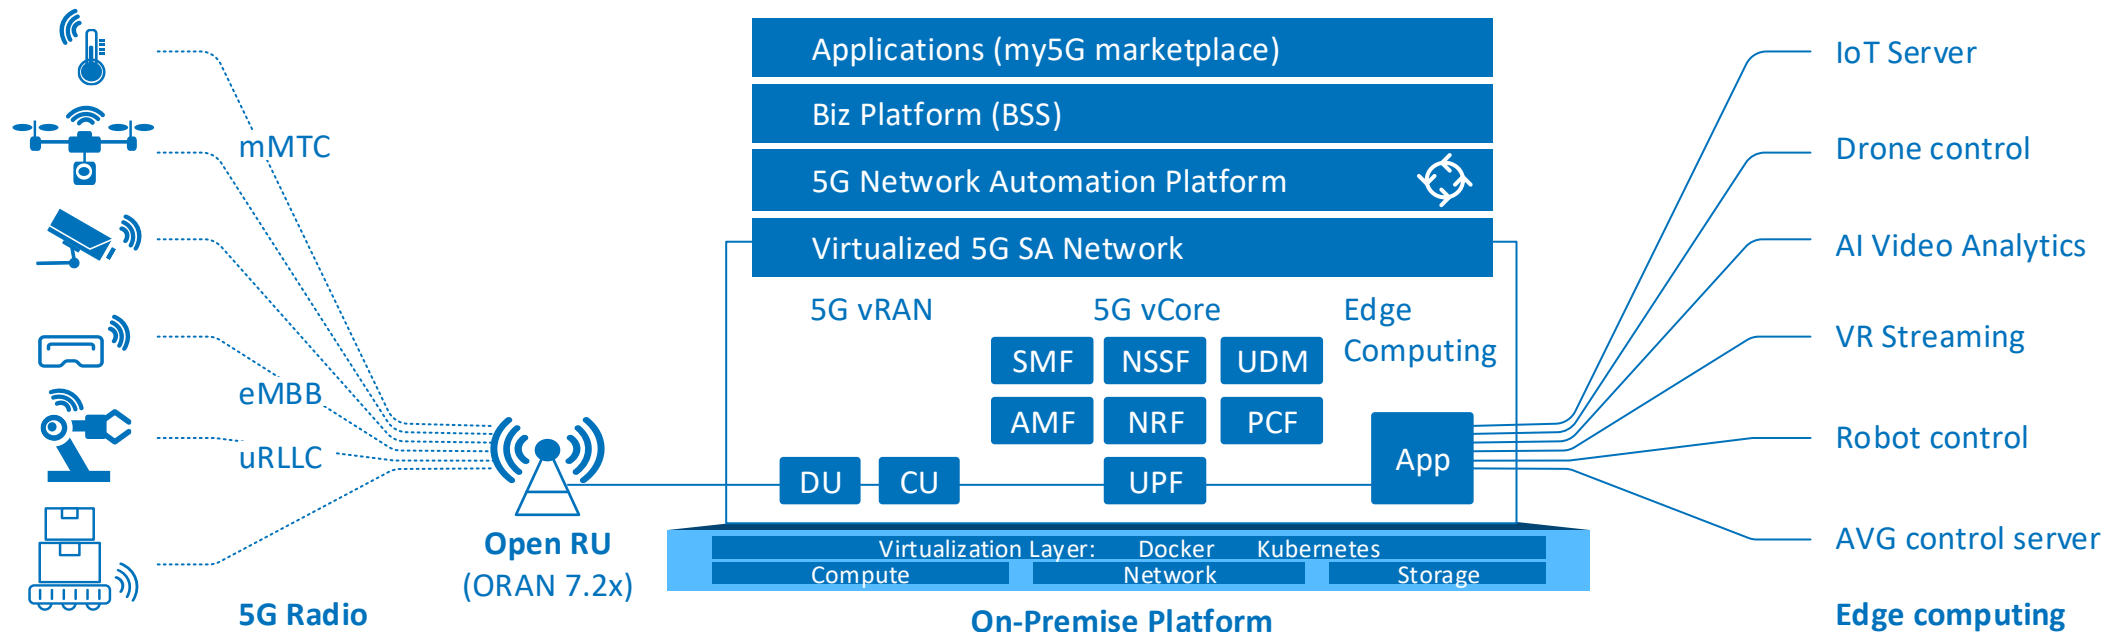 mMTC
eMBB
uRLLC
5G Radio
Open RU
(ORAN 7.2x)
Applications (my5G marketplace)
Biz Platform (BSS)
5G Network Automation Platform
Virtualized 5G SA Network
5G vRAN
5G vCore
Edge
Computing
SMF NSSF UDM
AMF NRF PCF
DU CU UPF App
Virtualization Layer: Docker Kubernetes
Compute Network Storage
On-Premise Platform
IoT Server
Drone control
AI Video Analytics
VR Streaming
Robot control
AVG control server
Edge computing